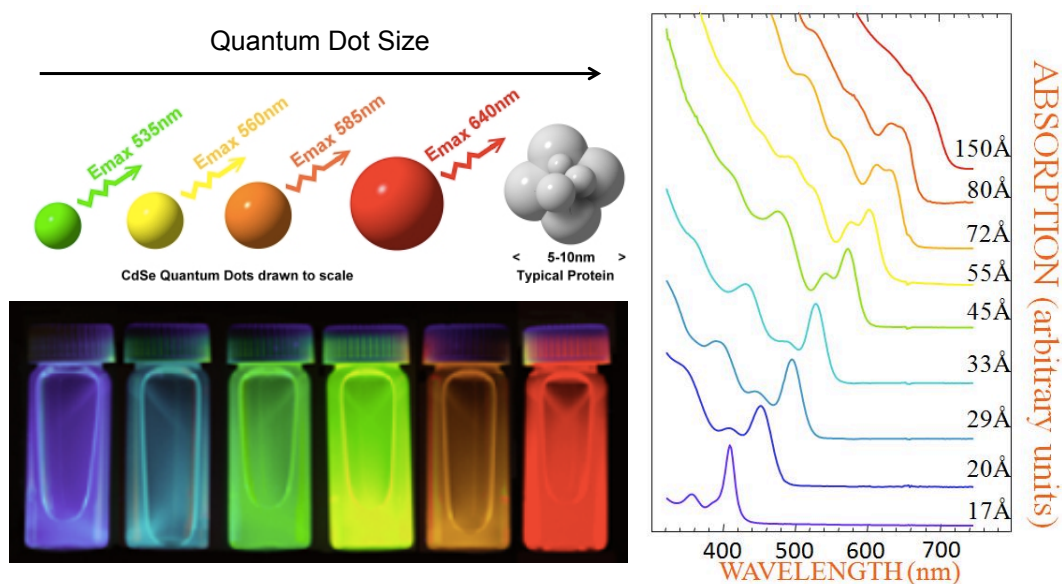 Quantum Dot Size
Emax 535nm
Emax 560nm
Emax 585nm
Emax 640nm
< 5-10nm >
CdSe Quantum Dots drawn to scale
Typical Protein
150Å
80Å
72Å
55Å
45Å
33Å
29Å
20Å
17Å
400 500 600 700
WAVELENGTH (nm)
ABSORPTION (arbitrary units)